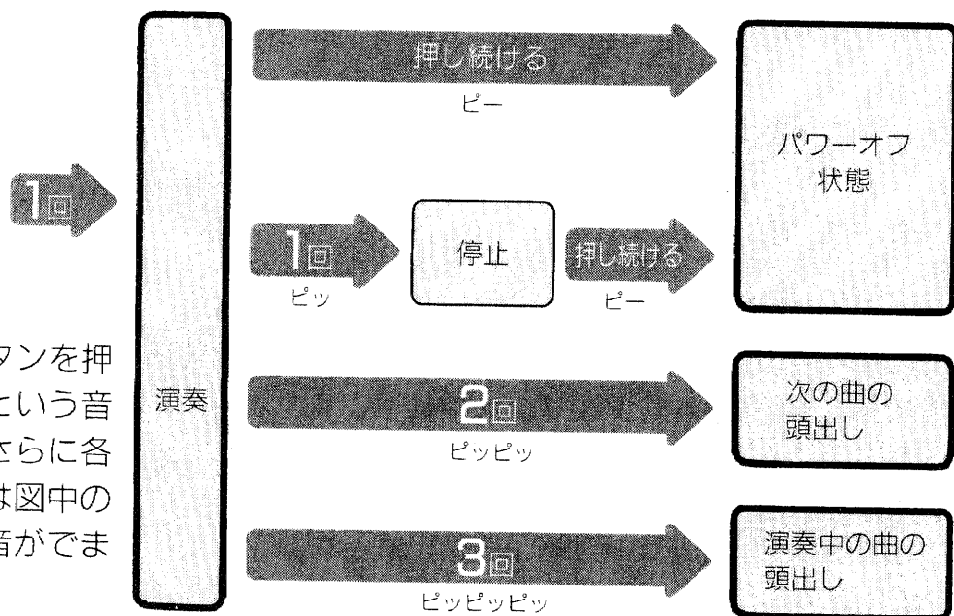 1回
タンを押
という音
さらに各
は図中の
音がでま
演奏
押し続ける
ピー
パワーオフ
状態
1回
ピッ
停止
押し続ける
ピー
2回
ピッピッ
次の曲の
頭出し
3回
ピッピッピッ
演奏中の曲の
頭出し